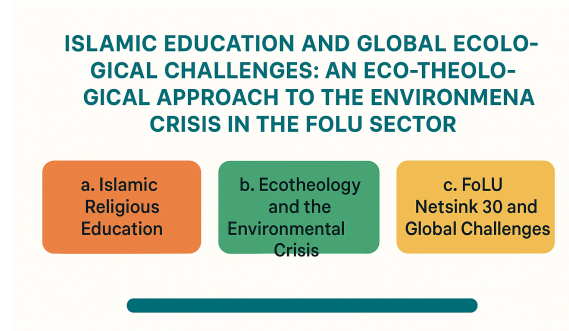 ISLAMIC EDUCATION AND GLOBAL ECOLO-
GICAL CHALLENGES: AN ECO-THEOLO-
GICAL APPROACH TO THE ENVIRONMENA
CRISIS IN THE FOLU SECTOR
a. Islamic
Religious
Education
b. Ecotheology
and the
Environmental
Crisis
c. FoLU
Netsink 30 and
Global Challenges